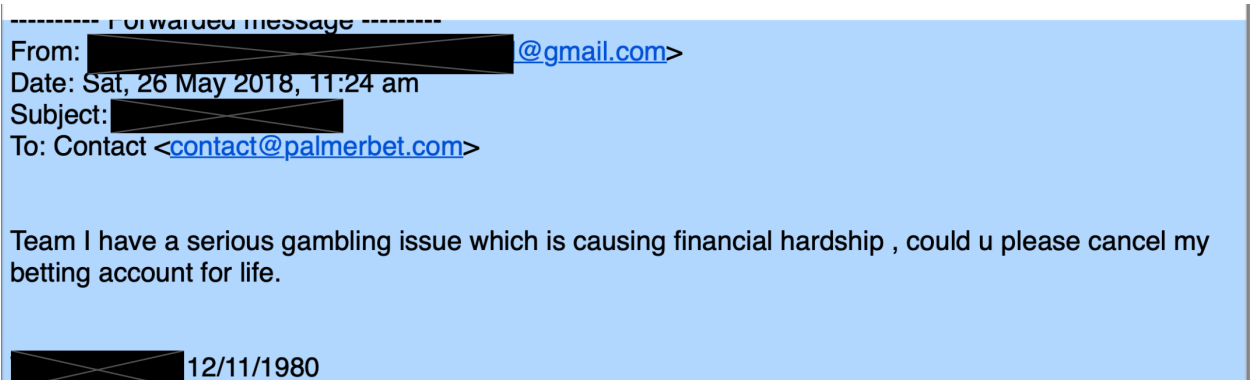 ---------- Forwarded message ---------
From: @gmail.com>
Date: Sat, 26 May 2018, 11:24 am
Subject:
To: Contact <contact@palmerbet.com>
Team I have a serious gambling issue which is causing financial hardship , could u please cancel my
betting account for life.
12/11/1980